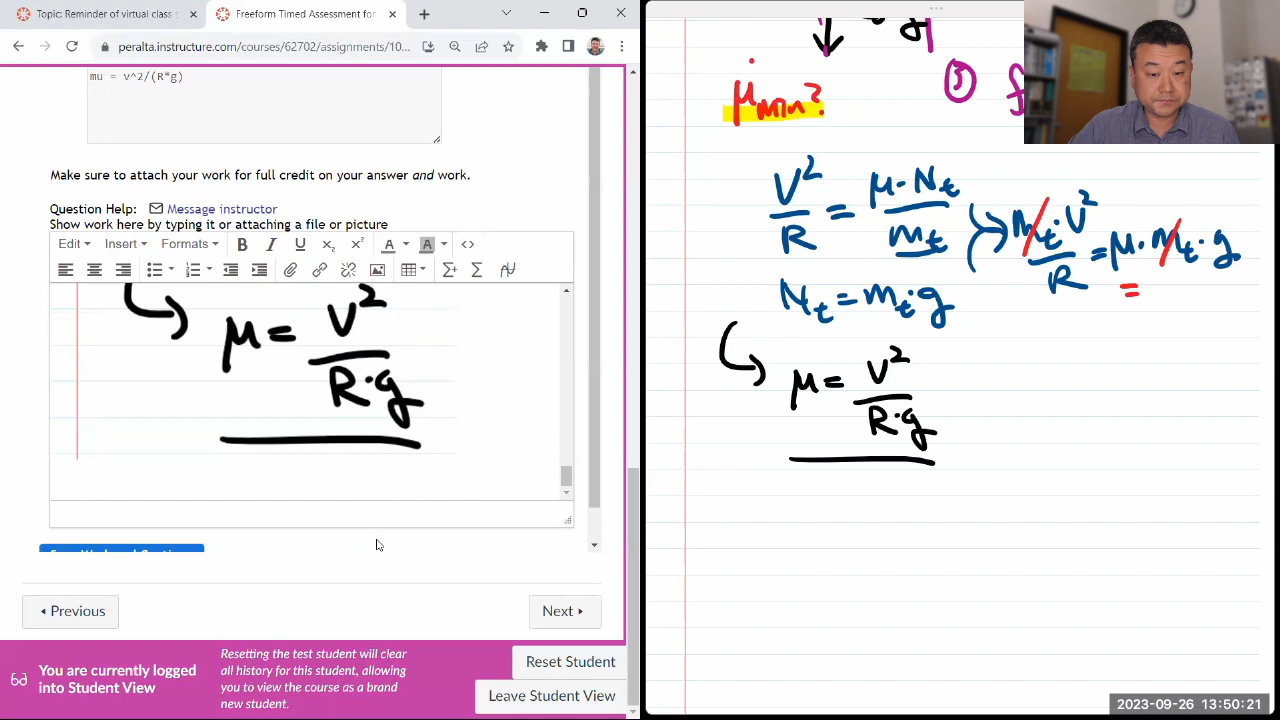 Topic Reminder of Virtual Class
Freeform Timed Assessment for
peralta.instructure.com/courses/62702/assignments/10...
mu = v^2/(R*g)
Make sure to attach your work for full credit on your answer and work.
Question Help: Message instructor
Show work here by typing it or attaching a file or picture
Edit Insert Formats B I U x₂ x² A A <>
μ = V²/R·g
Previous
Next
You are currently logged into Student View
Resetting the test student will clear all history for this student, allowing you to view the course as a brand new student.
Reset Student
Leave Student View
μmin?
③
V²/R = μ·Nt/mt
mt·V²/R = μ·mt·g
Nt = mt·g
μ = V²/R·g
2023-09-26 13:50:21